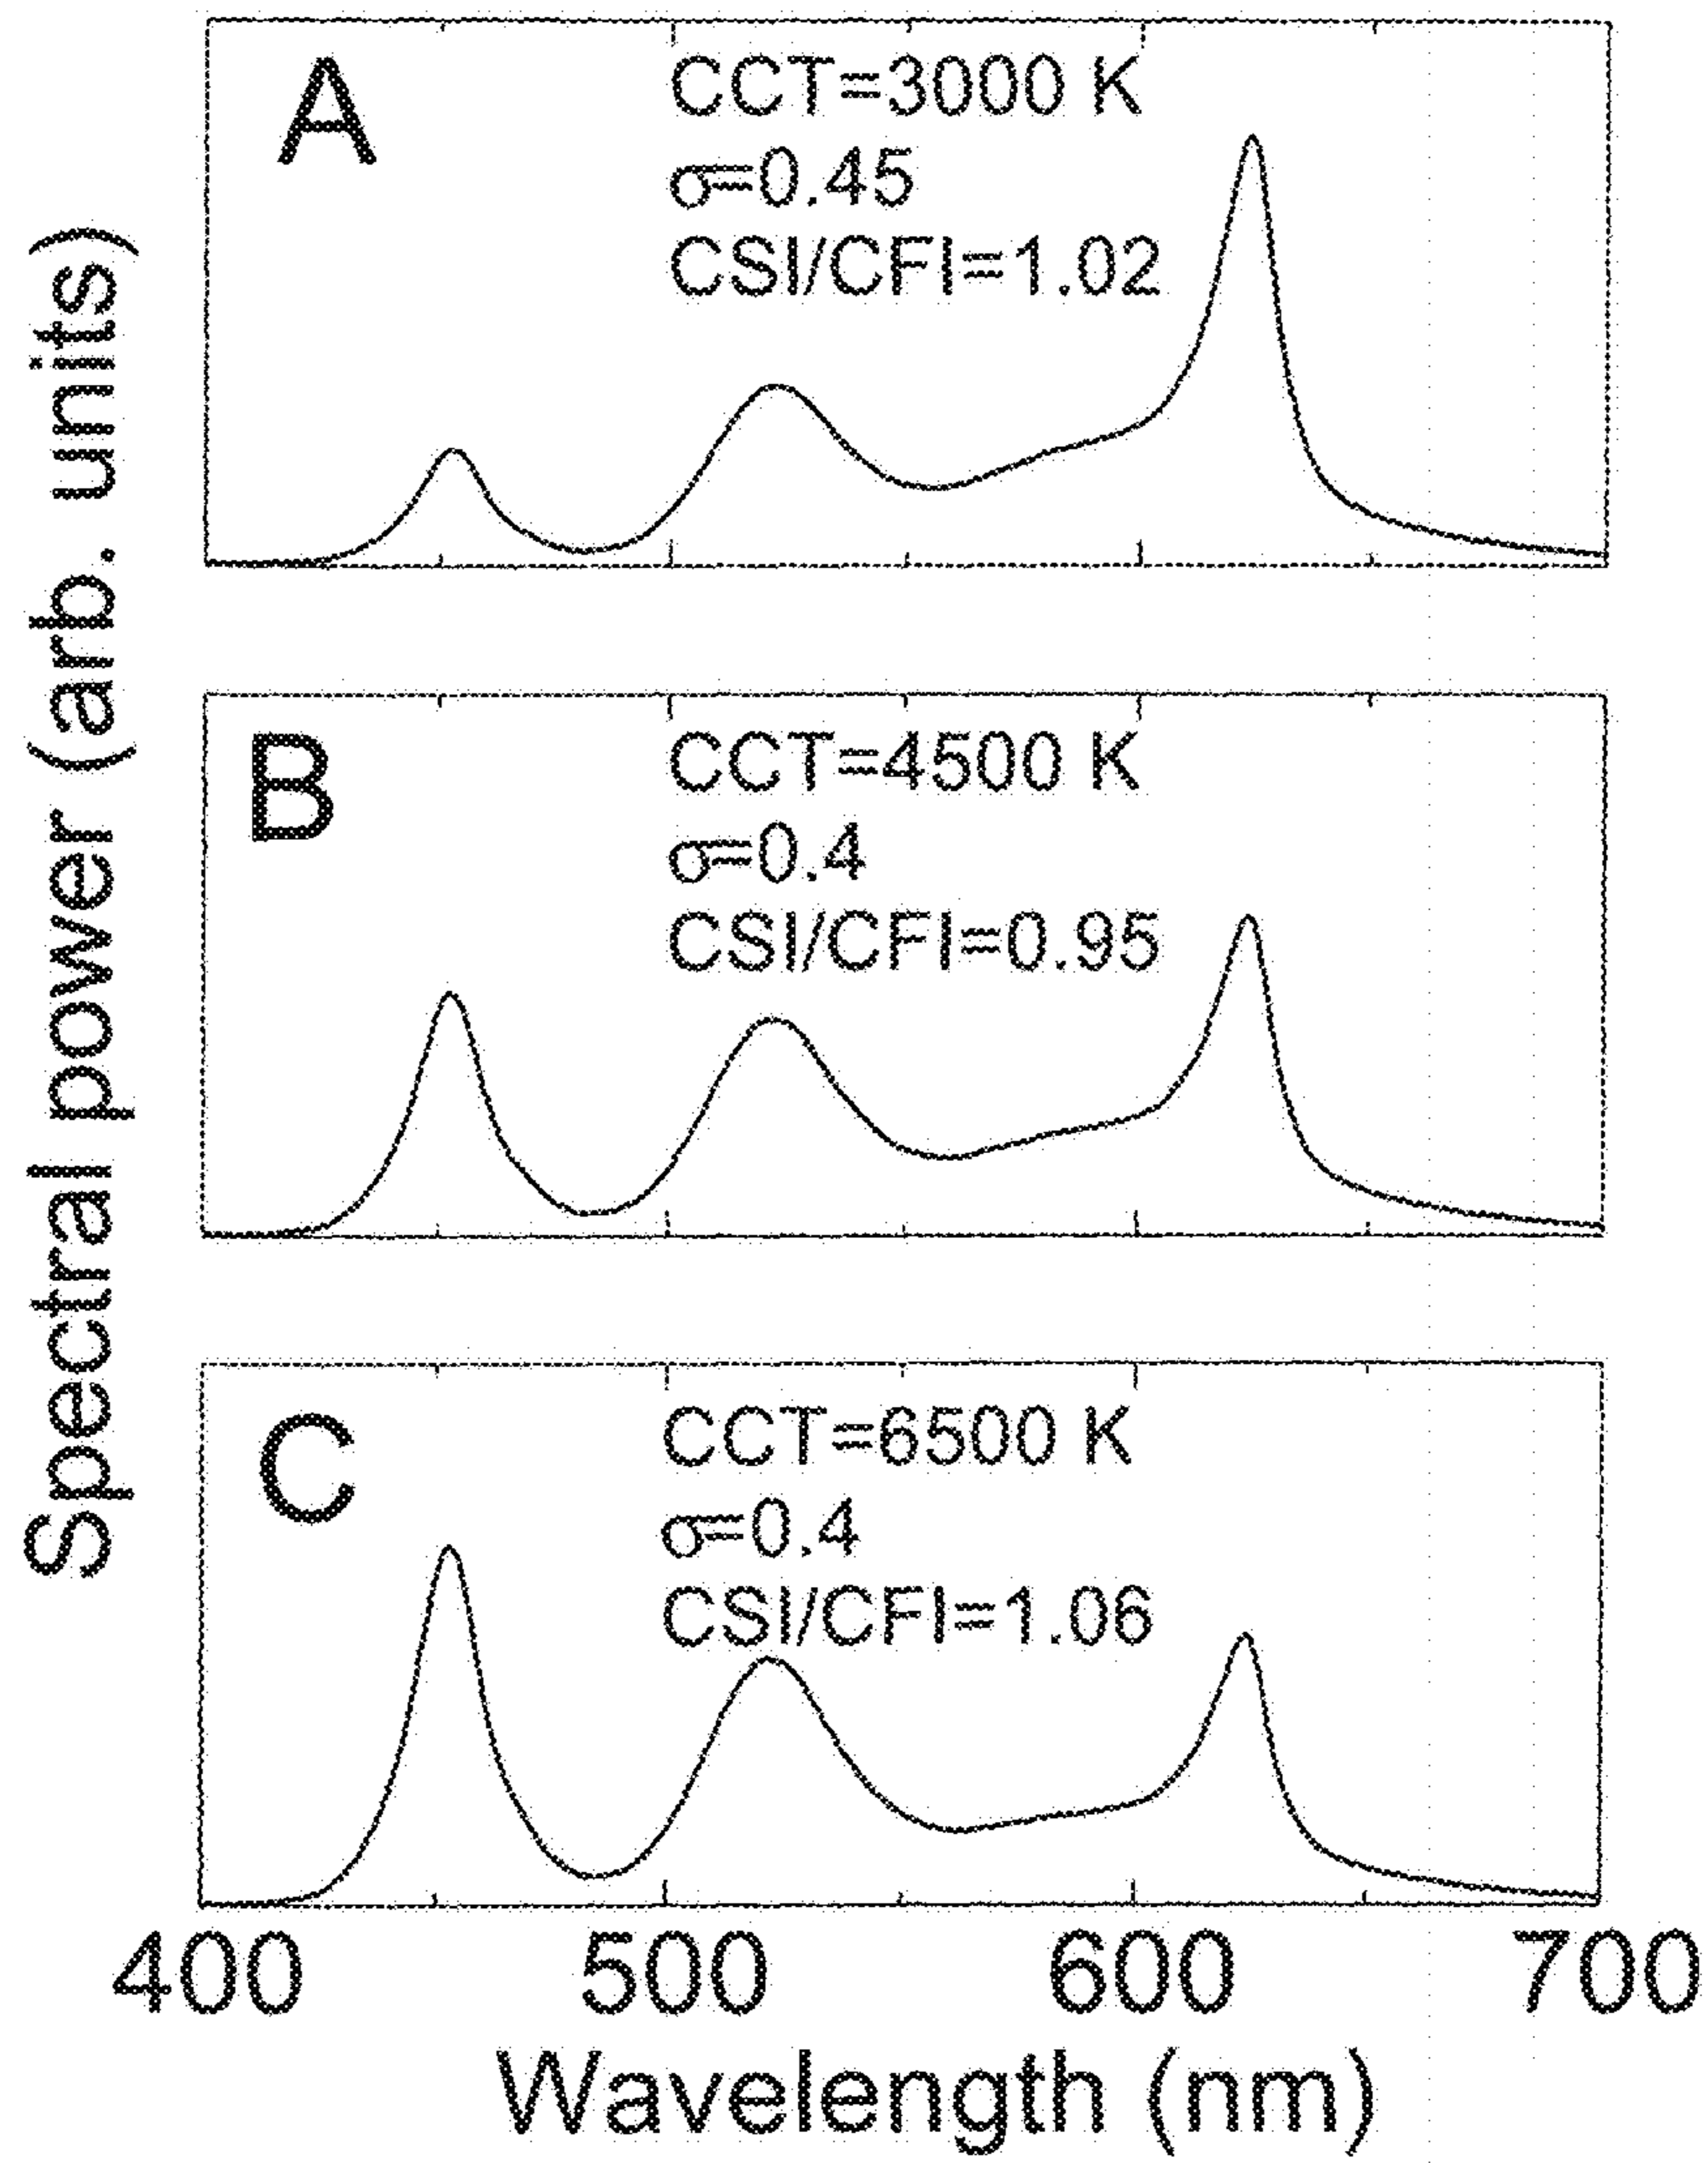 Spectral power (arb. units)
A
CCT=3000 K
σ=0.45
CSI/CFI=1.02
B
CCT=4500 K
σ=0.4
CSI/CFI=0.95
C
CCT=6500 K
σ=0.4
CSI/CFI=1.06
400 500 600 700
Wavelength (nm)